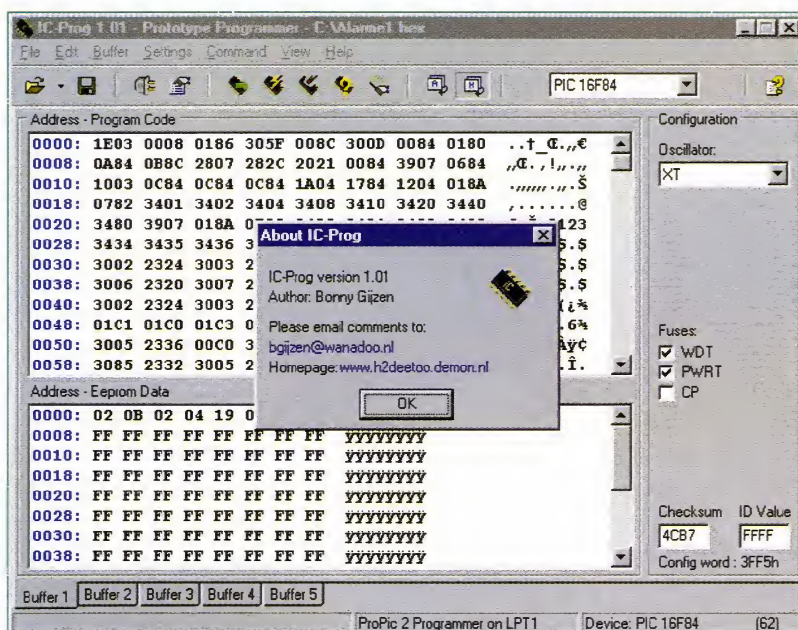 IC-Prog 1.01 - Prototype Programmer - C:\Alarme1.hex
File Edit Buffer Settings Command View Help
PIC 16F84
Address - Program Code
0000: 1E03 0008 0186 305F 008C 300D 0084 0180
0008: 0A84 0B8C 2807 282C 2021 0084 3907 0684
0010: 1003 0C84 0C84 0C84 1A04 1784 1204 018A
0018: 0782 3401 3402 3404 3408 3410 3420 3440
0020: 3480 3907 018A
0028: 3434 3435 3436
0030: 3002 2324 3003
0038: 3006 2320 3007
0040: 3002 2324 3003
0048: 01C1 01C0 01C3
0050: 3005 2336 00C0
0058: 3085 2332 3005
About IC-Prog
IC-Prog version 1.01
Author: Bonny Gijzen
Please email comments to:
bgijzen@wanadoo.nl
Homepage: www.h2deetoo.demon.nl
OK
Address - Eeprom Data
0000: 02 0B 02 04 19
0008: FF FF FF FF FF FF FF FF ÿÿÿÿÿÿÿÿ
0010: FF FF FF FF FF FF FF FF ÿÿÿÿÿÿÿÿ
0018: FF FF FF FF FF FF FF FF ÿÿÿÿÿÿÿÿ
0020: FF FF FF FF FF FF FF FF ÿÿÿÿÿÿÿÿ
0028: FF FF FF FF FF FF FF FF ÿÿÿÿÿÿÿÿ
0030: FF FF FF FF FF FF FF FF ÿÿÿÿÿÿÿÿ
0038: FF FF FF FF FF FF FF FF ÿÿÿÿÿÿÿÿ
Configuration
Oscillator:
XT
Fuses:
WDT
PWRT
CP
Checksum ID Value
4CB7 FFFF
Config word : 3FF5h
Buffer 1 Buffer 2 Buffer 3 Buffer 4 Buffer 5
ProPic 2 Programmer on LPT1 Device: PIC 16F84 (62)